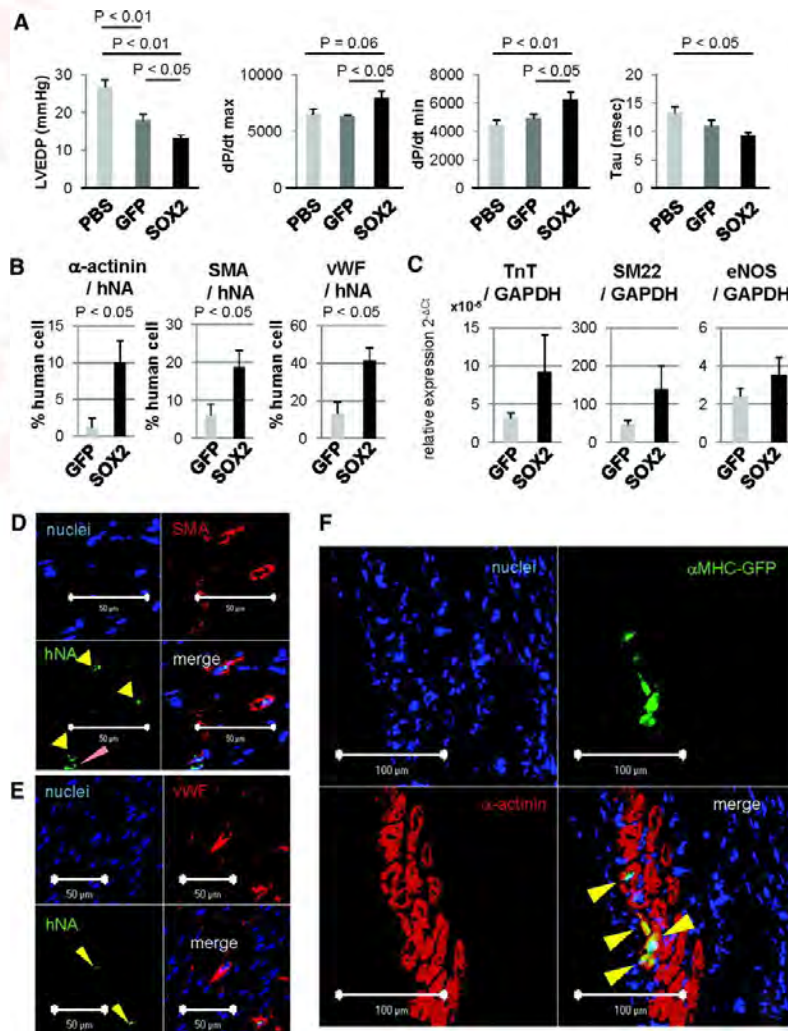 A
P < 0.01
P < 0.01
P < 0.05
LVEDP (mmHg)
30
20
10
0
PBS
GFP
SOX2
P = 0.06
P < 0.05
dP/dt max
10000
5000
0
PBS
GFP
SOX2
P < 0.01
P < 0.05
dP/dt min
8000
6000
4000
2000
0
PBS
GFP
SOX2
P < 0.05
Tau (msec)
20
15
10
5
0
PBS
GFP
SOX2
B
α-actinin
/ hNA
P < 0.05
% human cell
15
10
5
0
GFP
SOX2
SMA
/ hNA
P < 0.05
% human cell
30
20
10
0
GFP
SOX2
vWF
/ hNA
P < 0.05
% human cell
60
40
20
0
GFP
SOX2
C
relative expression 2-ΔCt
x10-5
TnT
/ GAPDH
15
10
5
0
GFP
SOX2
SM22
/ GAPDH
300
200
100
0
GFP
SOX2
eNOS
/ GAPDH
6
4
2
0
GFP
SOX2
D
nuclei
SMA
50 μm
50 μm
hNA
merge
50 μm
50 μm
E
nuclei
vWF
50 μm
50 μm
hNA
merge
50 μm
50 μm
F
nuclei
αMHC-GFP
100 μm
100 μm
α-actinin
merge
100 μm
100 μm